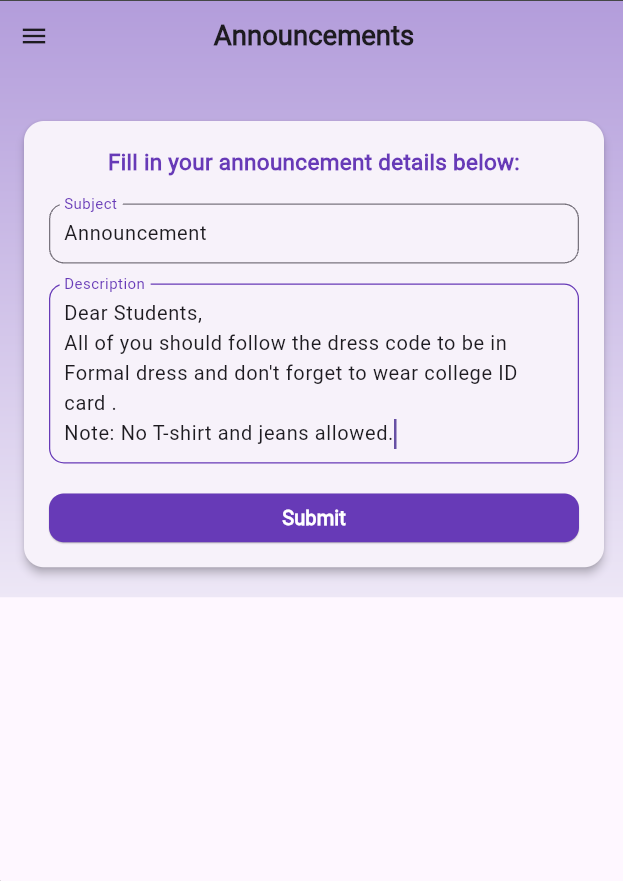 Announcements
Fill in your announcement details below:
Subject
Announcement
Description
Dear Students,
All of you should follow the dress code to be in
Formal dress and don't forget to wear college ID
card .
Note: No T-shirt and jeans allowed.
Submit